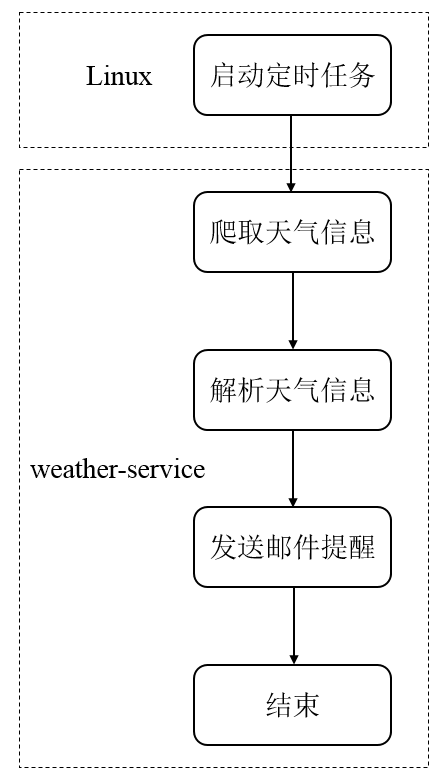 Linux
启动定时任务
爬取天气信息
解析天气信息
weather-service
发送邮件提醒
结束